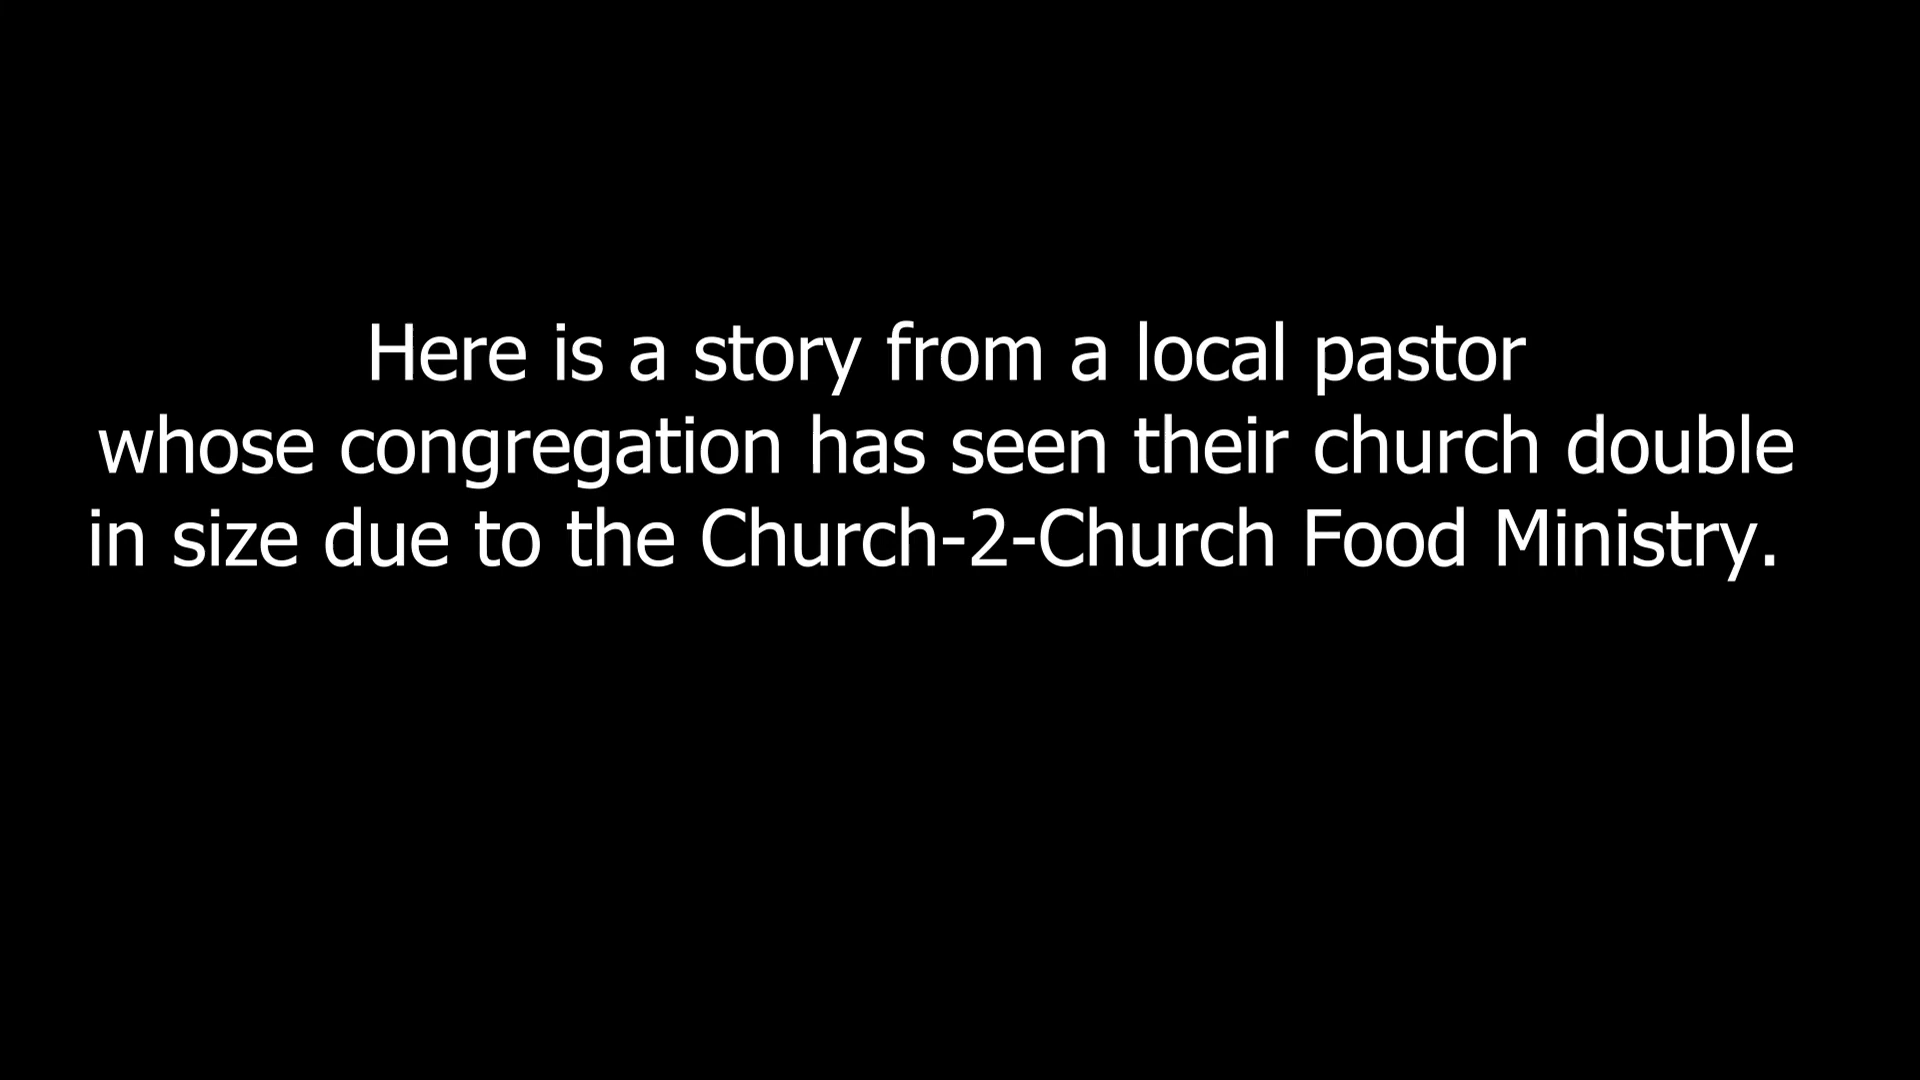 Here is a story from a local pastor
whose congregation has seen their church double
in size due to the Church-2-Church Food Ministry.